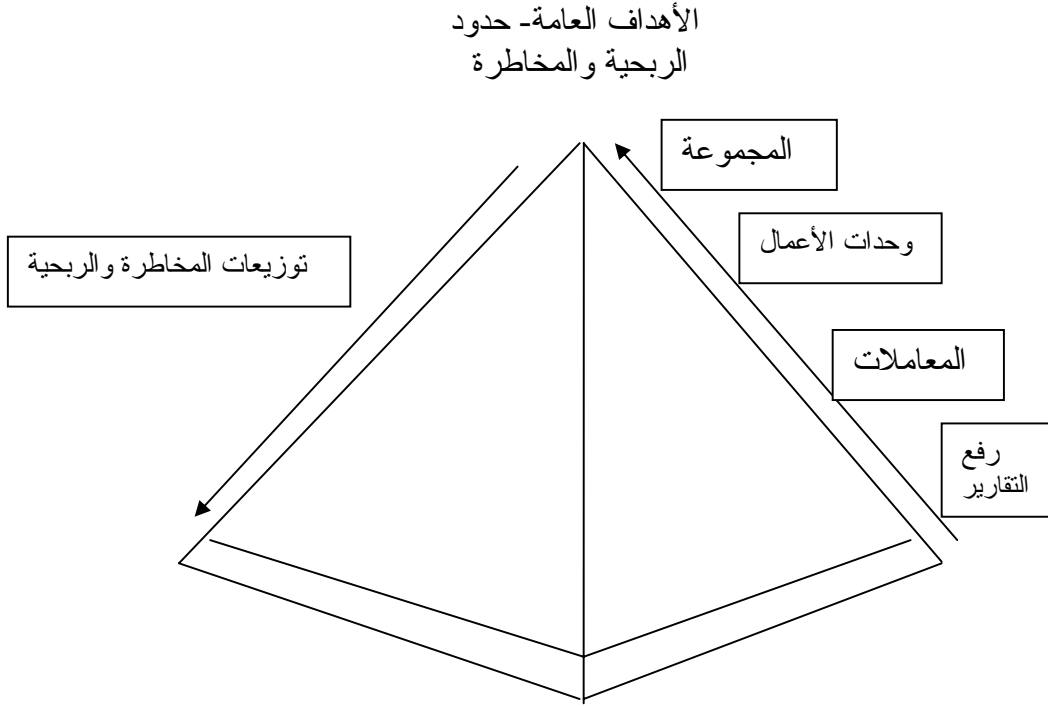 الأهداف العامة- حدود
الربحية والمخاطرة
المجموعة
وحدات الأعمال
توزيعات المخاطرة والربحية
المعاملات
رفع
التقارير